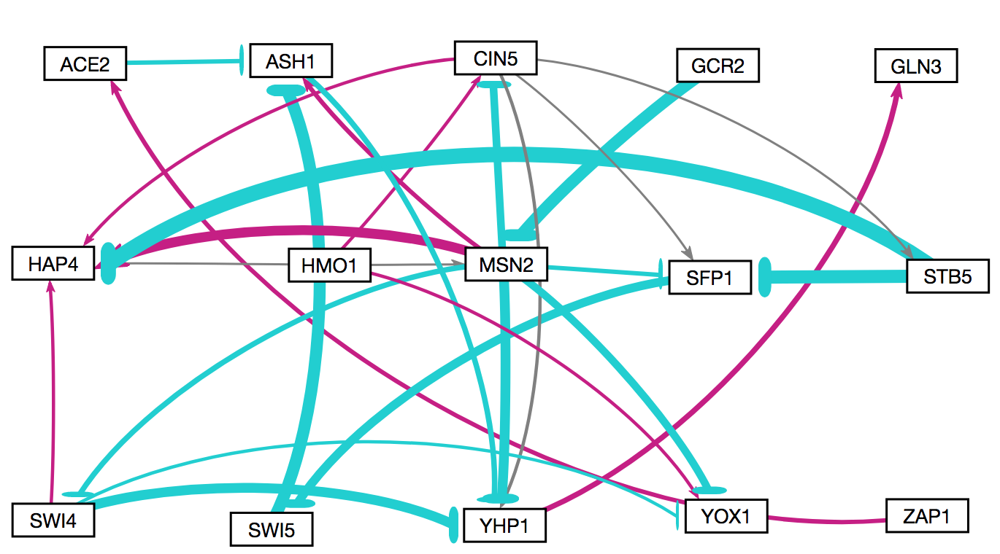 ACE2
ASH1
CIN5
GCR2
GLN3
HAP4
HMO1
MSN2
SFP1
STB5
SWI4
SWI5
YHP1
YOX1
ZAP1